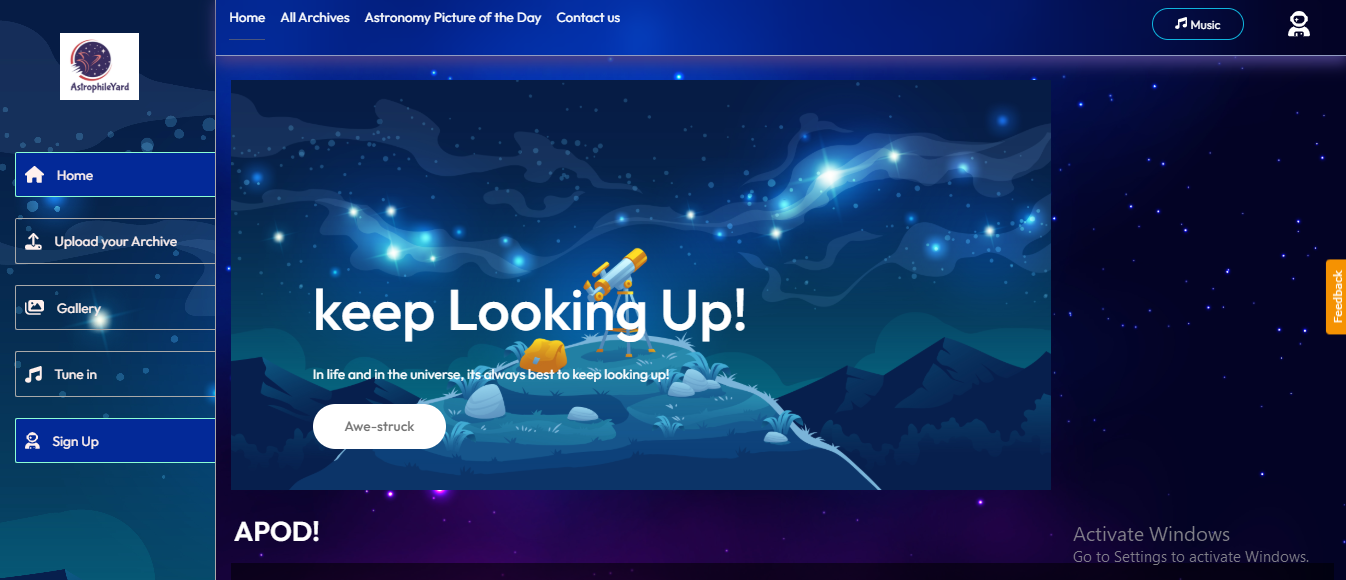 Home All Archives Astronomy Picture of the Day Contact us
Music
AstrophileYard
Home
Upload your Archive
Gallery
Tune in
Sign Up
keep Looking Up!
In life and in the universe, its always best to keep looking up!
Awe-struck
Feedback
APOD!
Activate Windows
Go to Settings to activate Windows.